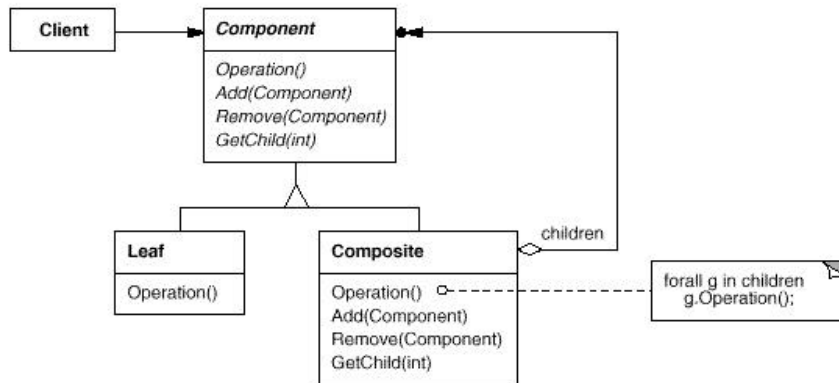 Client
Component
Operation()
Add(Component)
Remove(Component)
GetChild(int)
Leaf
Operation()
Composite
Operation()
Add(Component)
Remove(Component)
GetChild(int)
children
forall g in children
g.Operation();